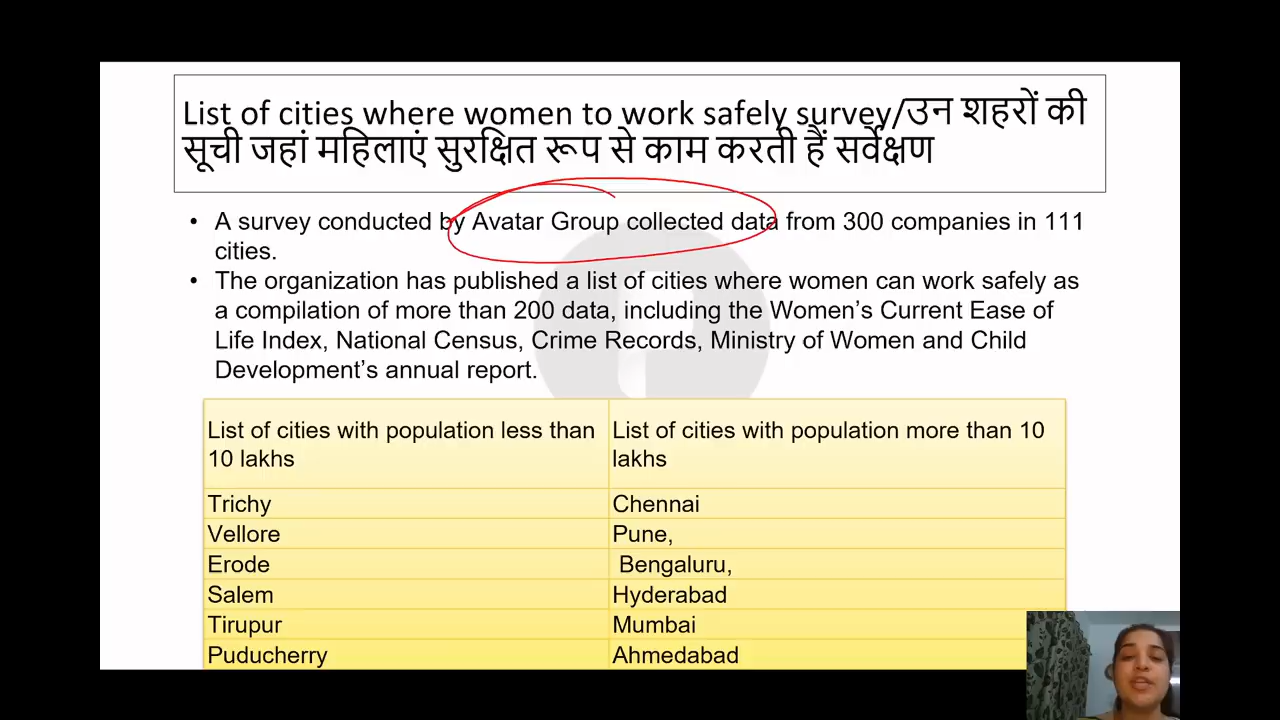 List of cities where women to work safely survey/उन शहरों की
सूची जहां महिलाएं सुरक्षित रूप से काम करती हैं सर्वेक्षण
• A survey conducted by Avatar Group collected data from 300 companies in 111
cities.
• The organization has published a list of cities where women can work safely as
a compilation of more than 200 data, including the Women’s Current Ease of
Life Index, National Census, Crime Records, Ministry of Women and Child
Development’s annual report.
List of cities with population less than
10 lakhs
List of cities with population more than 10
lakhs
Trichy
Chennai
Vellore
Pune,
Erode
Bengaluru,
Salem
Hyderabad
Tirupur
Mumbai
Puducherry
Ahmedabad